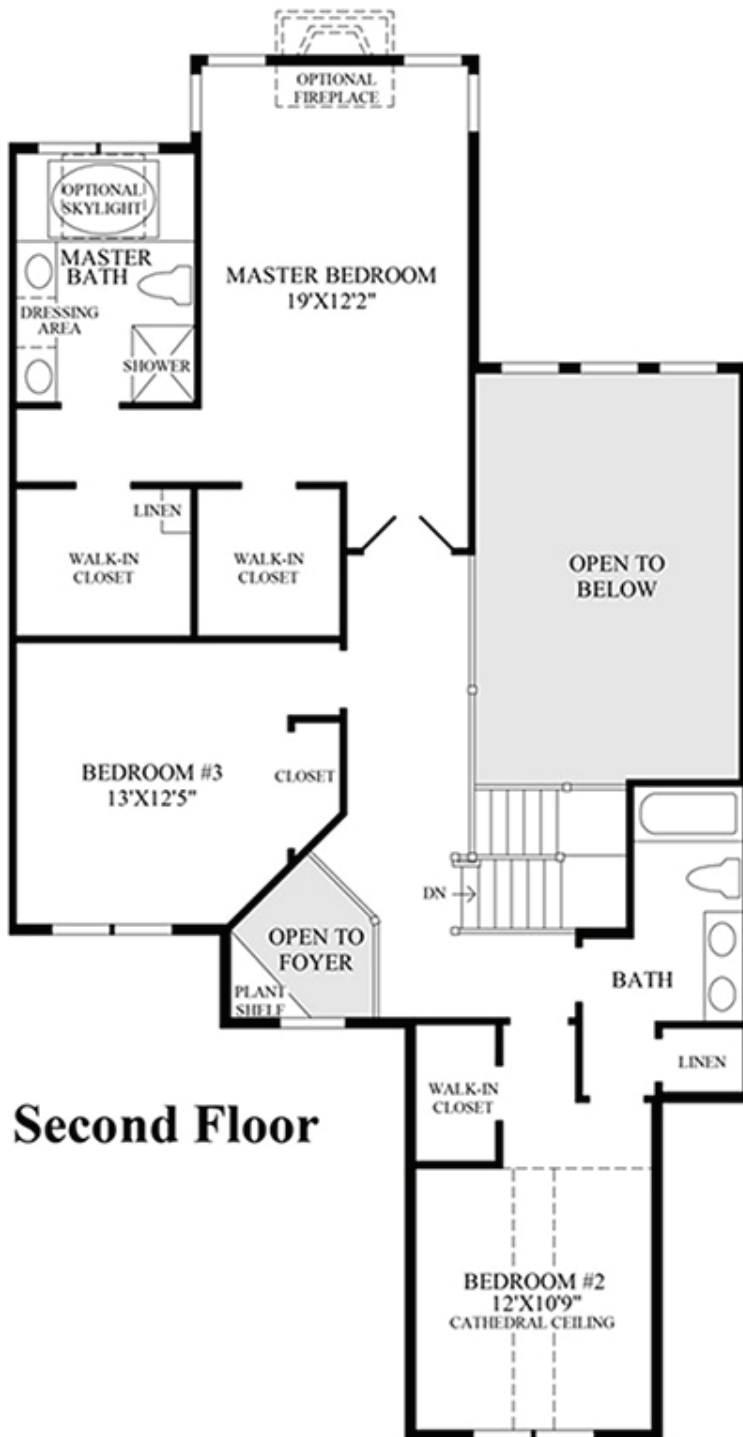 OPTIONAL
FIREPLACE
OPTIONAL
SKYLIGHT
MASTER
BATH
MASTER BEDROOM
19'X12'2"
DRESSING
AREA
SHOWER
LINEN
WALK-IN
CLOSET
WALK-IN
CLOSET
OPEN TO
BELOW
BEDROOM #3
13'X12'5"
CLOSET
DN
OPEN TO
FOYER
PLANT
SHELF
BATH
LINEN
WALK-IN
CLOSET
Second Floor
BEDROOM #2
12'X10'9"
CATHEDRAL CEILING